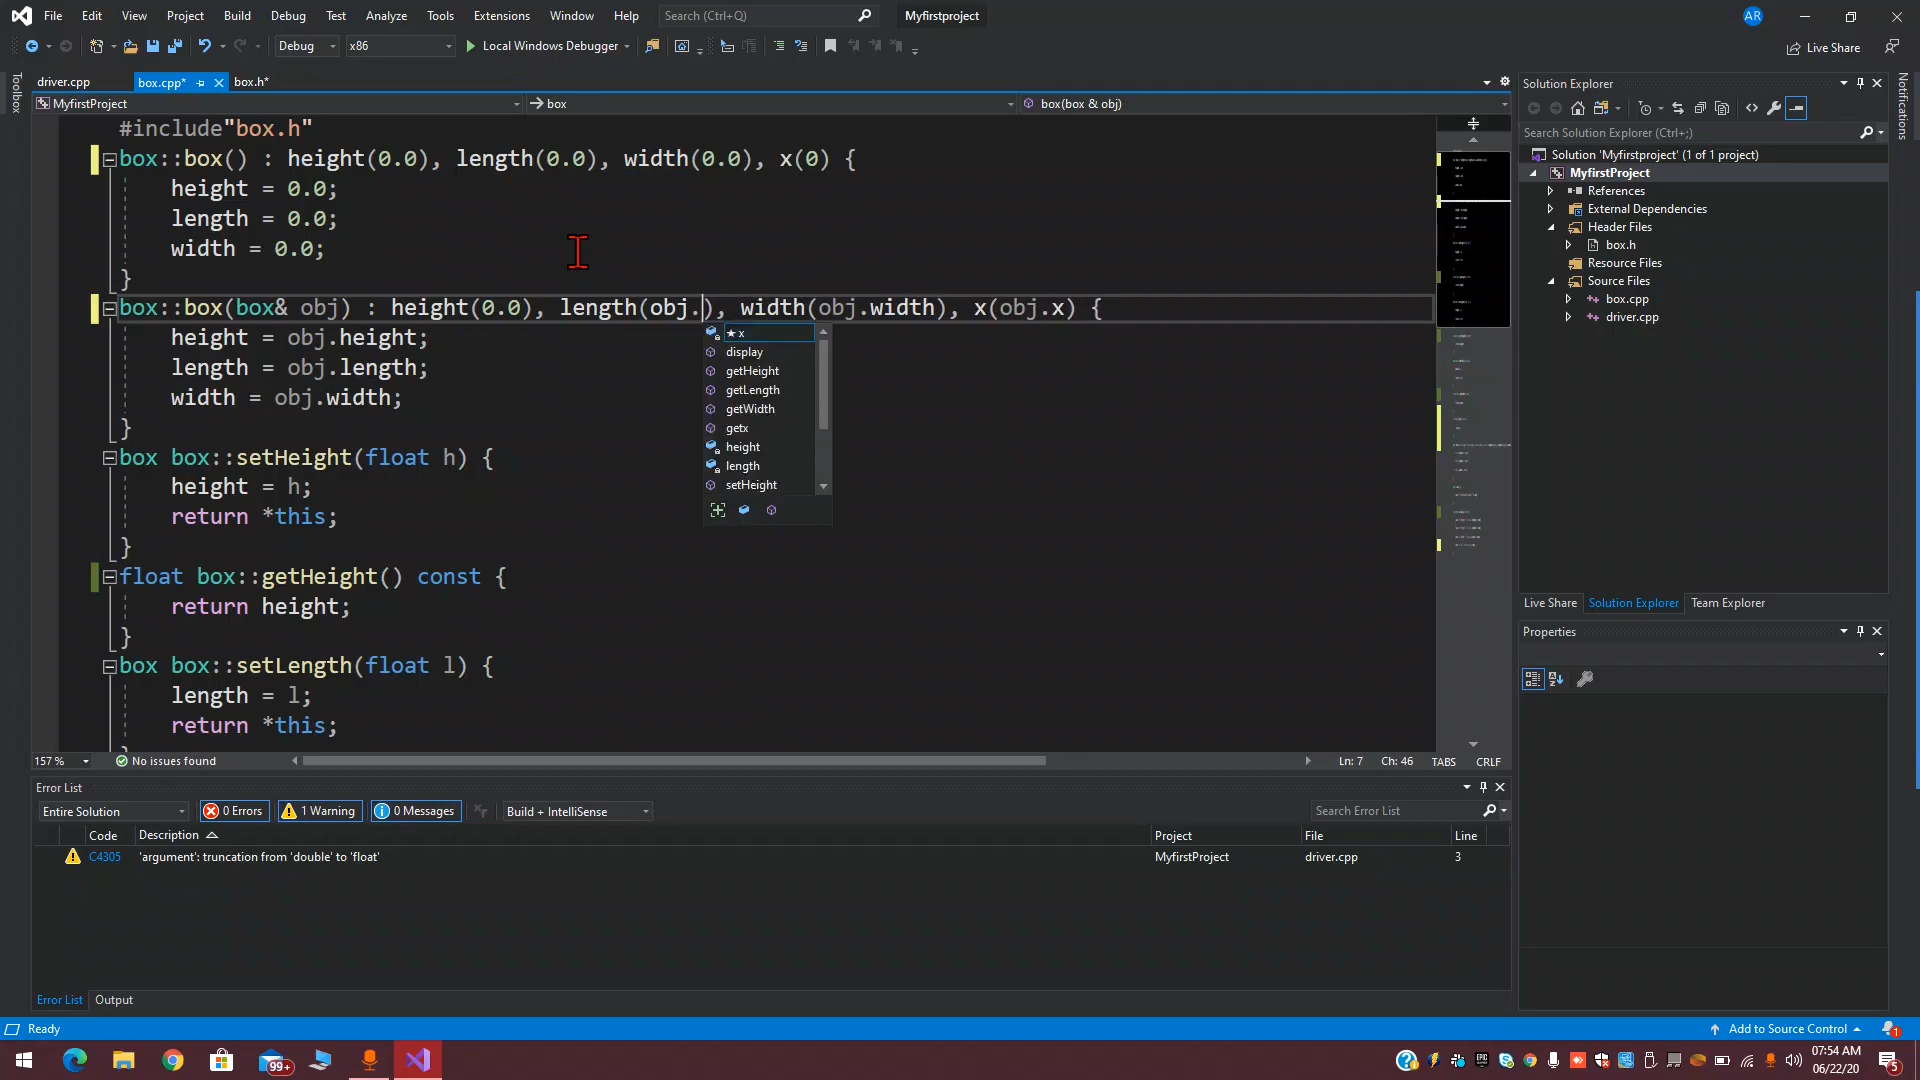 File Edit View Project Build Debug Test Analyze Tools Extensions Window Help Search (Ctrl+Q) Myfirstproject AR
Debug x86 Local Windows Debugger Live Share
Toolbox
driver.cpp box.cpp* box.h*
MyfirstProject box box(box & obj)
#include"box.h"
box::box() : height(0.0), length(0.0), width(0.0), x(0) {
height = 0.0;
length = 0.0;
width = 0.0;
}
box::box(box& obj) : height(0.0), length(obj.), width(obj.width), x(obj.x) {
height = obj.height;
length = obj.length;
width = obj.width;
}
box box::setHeight(float h) {
height = h;
return *this;
}
float box::getHeight() const {
return height;
}
box box::setLength(float l) {
length = l;
return *this;
}
★ x
display
getHeight
getLength
getWidth
getx
height
length
setHeight
157 % No issues found Ln: 7 Ch: 46 TABS CRLF
Error List
Entire Solution 0 Errors 1 Warning 0 Messages Build + IntelliSense Search Error List
Code Description Project File Line
C4305 'argument': truncation from 'double' to 'float' MyfirstProject driver.cpp 3
Error List Output
Solution Explorer
Search Solution Explorer (Ctrl+;)
Solution 'Myfirstproject' (1 of 1 project)
MyfirstProject
References
External Dependencies
Header Files
box.h
Resource Files
Source Files
box.cpp
driver.cpp
Live Share Solution Explorer Team Explorer
Properties
Notifications
Ready Add to Source Control 1
99+ EPIC 07:54 AM
06/22/20 5